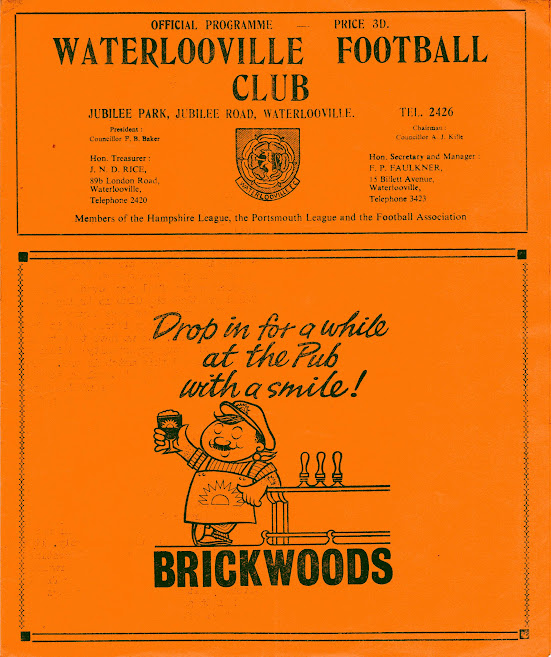 OFFICIAL PROGRAMME — PRICE 3D.
WATERLOOVILLE FOOTBALL
CLUB
JUBILEE PARK, JUBILEE ROAD, WATERLOOVILLE. TEL. 2426
President :
Councillor F. B. Baker
Chairman :
Councillor A. J. Kille
Hon. Treasurer :
J. N. D. RICE,
89b London Road,
Waterlooville,
Telephone 2420
WATERLOOVILLE F.C.
Hon. Secretary and Manager :
F. P. FAULKNER,
15 Billett Avenue,
Waterlooville,
Telephone 3423
Members of the Hampshire League, the Portsmouth League and the Football Association
Drop in for a while
at the Pub
with a smile!
BRICKWOODS